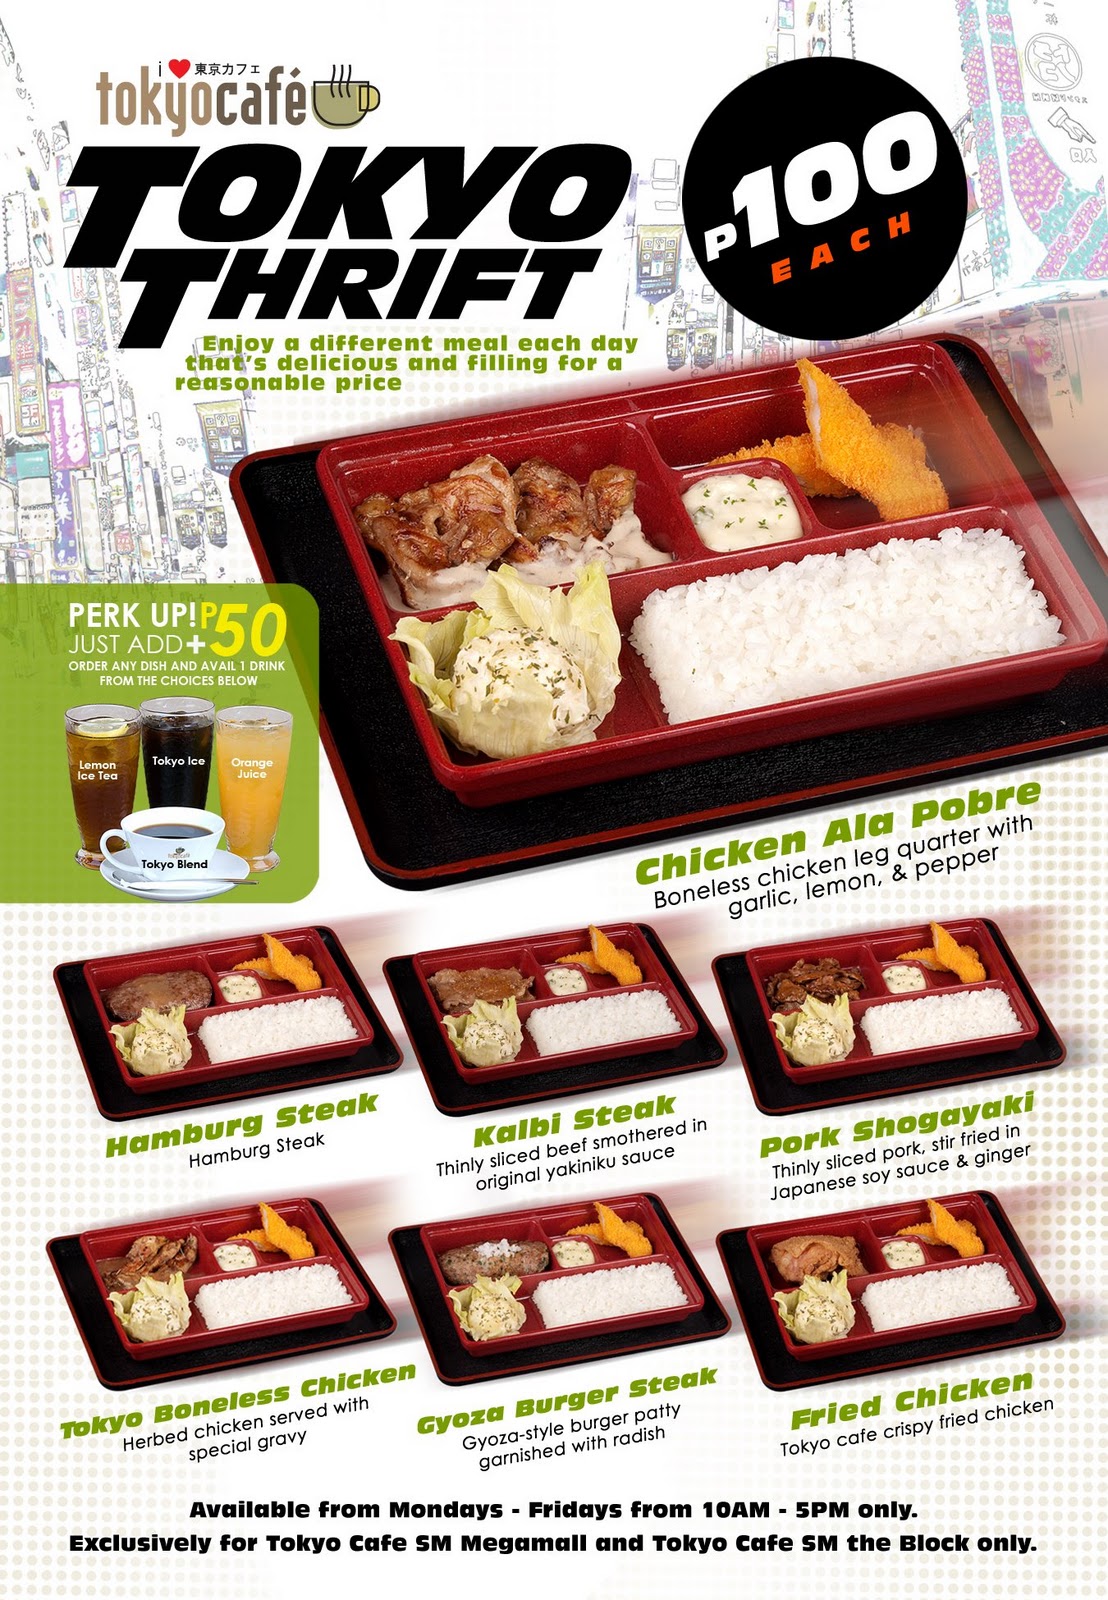 i ♥ 東京カフェ
tokyocafé
TOKYO
THRIFT
P100
EACH
Enjoy a different meal each day
that's delicious and filling for a
reasonable price
PERK UP! P50
JUST ADD +
ORDER ANY DISH AND AVAIL 1 DRINK
FROM THE CHOICES BELOW
Lemon
Ice Tea
Tokyo Ice
Orange
Juice
tokyocafé
Tokyo Blend
Chicken Ala Pobre
Boneless chicken leg quarter with
garlic, lemon, & pepper
Hamburg Steak
Hamburg Steak
Kalbi Steak
Thinly sliced beef smothered in
original yakiniku sauce
Pork Shogayaki
Thinly sliced pork, stir fried in
Japanese soy sauce & ginger
Tokyo Boneless Chicken
Herbed chicken served with
special gravy
Gyoza Burger Steak
Gyoza-style burger patty
garnished with radish
Fried Chicken
Tokyo cafe crispy fried chicken
Available from Mondays - Fridays from 10AM - 5PM only.
Exclusively for Tokyo Cafe SM Megamall and Tokyo Cafe SM the Block only.